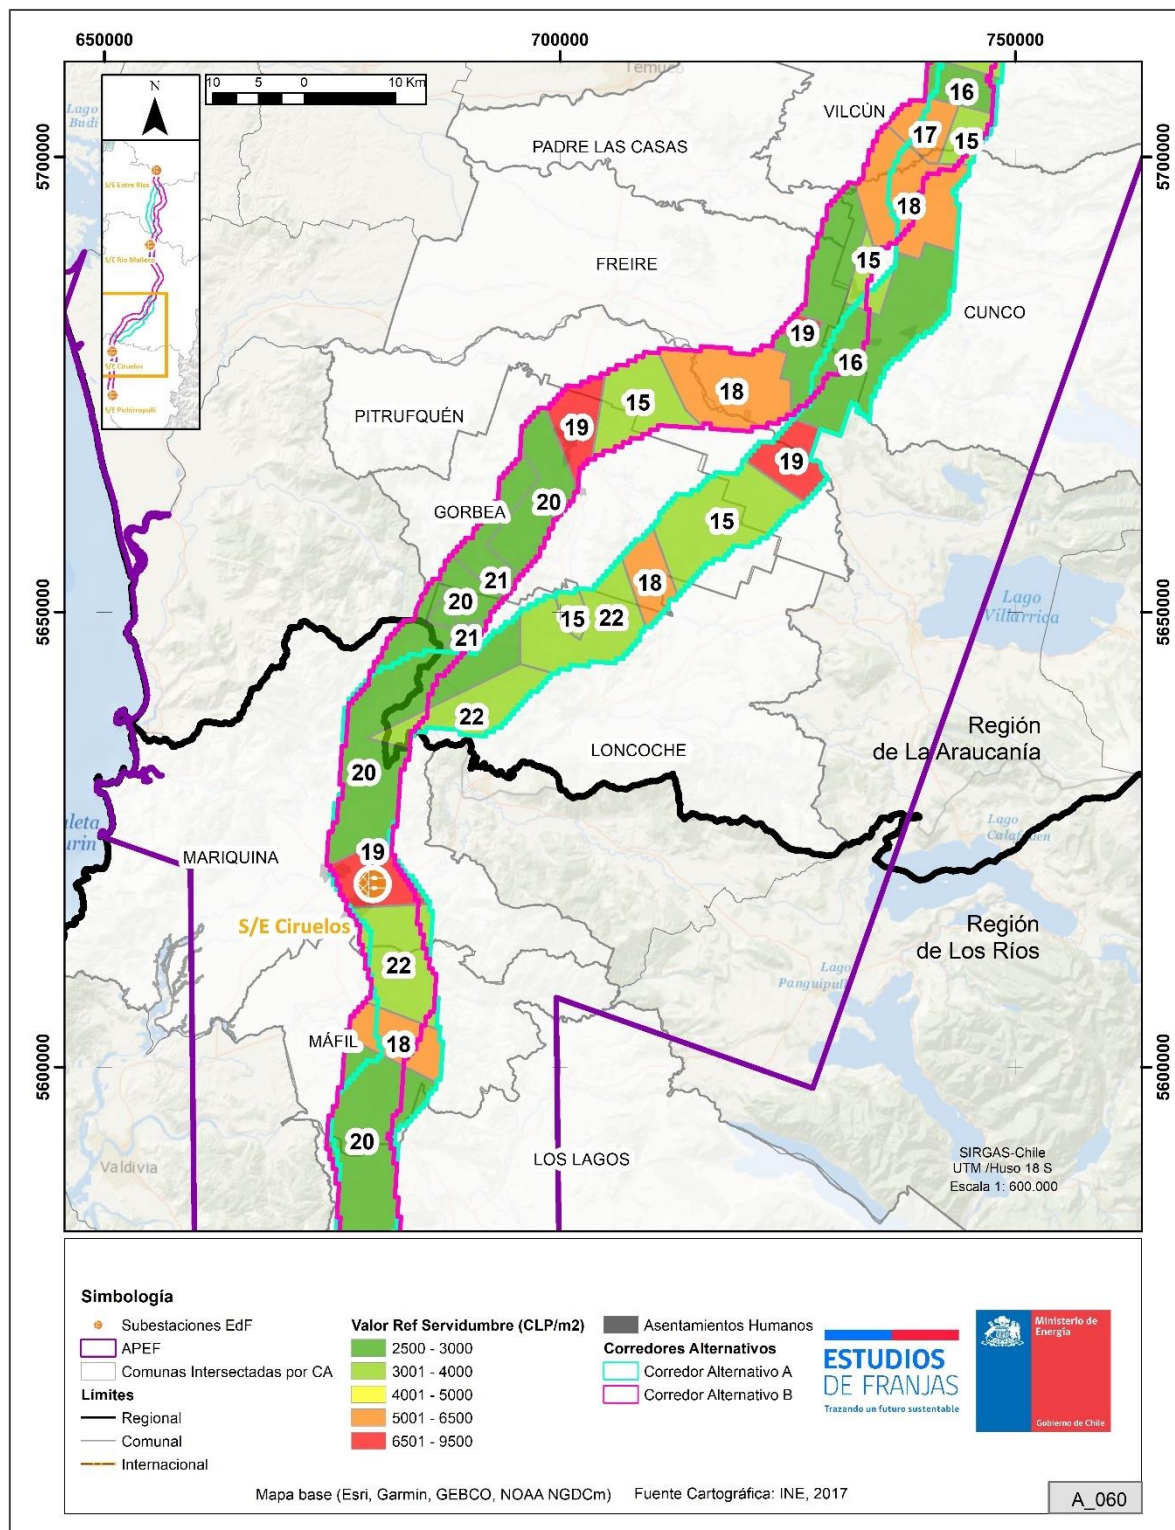 650000
700000
750000
N
10 5 0 10 Km
Lago
Budi
Temuco
VILCÚN
16
17
15
PADRE LAS CASAS
5700000
5700000
S/E Entre Ríos
S/E Río Malleco
S/E Ciruelos
S/E Pichirropulli
18
FREIRE
15
CUNCO
19
16
PITRUFQUÉN
18
15
19
19
GORBEA
20
15
21
18
20
Lago
Villarrica
5650000
5650000
15
22
21
22
Región
de La Araucanía
LONCOCHE
20
MARIQUINA
19
Lago
S/E Ciruelos
Región
de Los Ríos
22
Lago
Panguipulli
MÁFIL
18
5600000
5600000
20
LOS LAGOS
Valdivia
SIRGAS-Chile
UTM /Huso 18 S
Escala 1: 600.000
Simbología
Subestaciones EdF
APEF
Comunas Intersectadas por CA
Límites
Regional
Comunal
Internacional
Valor Ref Servidumbre (CLP/m2)
2500 - 3000
3001 - 4000
4001 - 5000
5001 - 6500
6501 - 9500
Asentamientos Humanos
Corredores Alternativos
Corredor Alternativo A
Corredor Alternativo B
ESTUDIOS
DE FRANJAS
Trazando un futuro sustentable
Ministerio de
Energía
Gobierno de Chile
Mapa base (Esri, Garmin, GEBCO, NOAA NGDCm) Fuente Cartográfica: INE, 2017
A_060